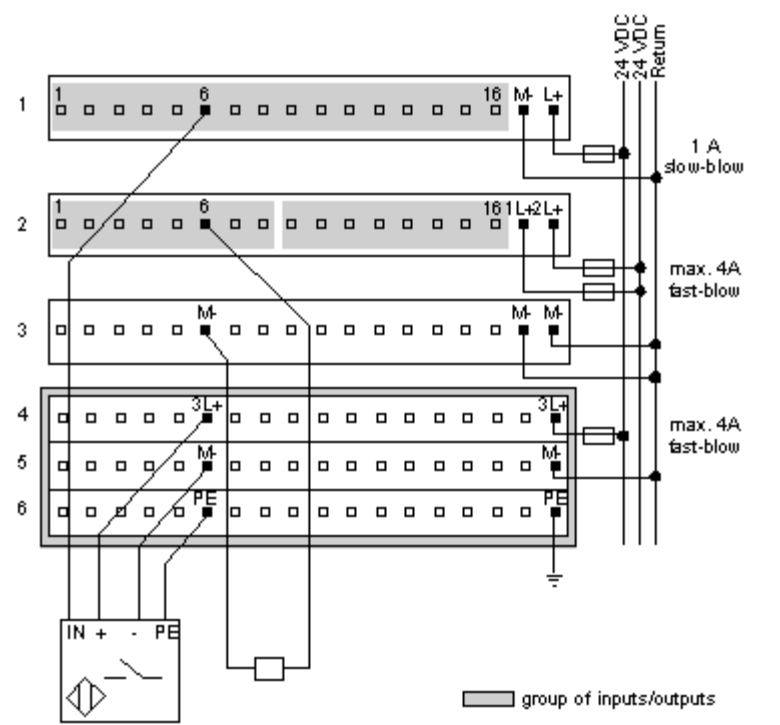 24 VDC
24 VDC
Return
1 1 6 16 M- L+
1 A
slow-blow
2 1 6 16 1L+ 2L+
max. 4A
fast-blow
3 M- M- M-
4 3L+ 3L+
max. 4A
fast-blow
5 M- M-
6 PE PE
IN + - PE
group of inputs/outputs